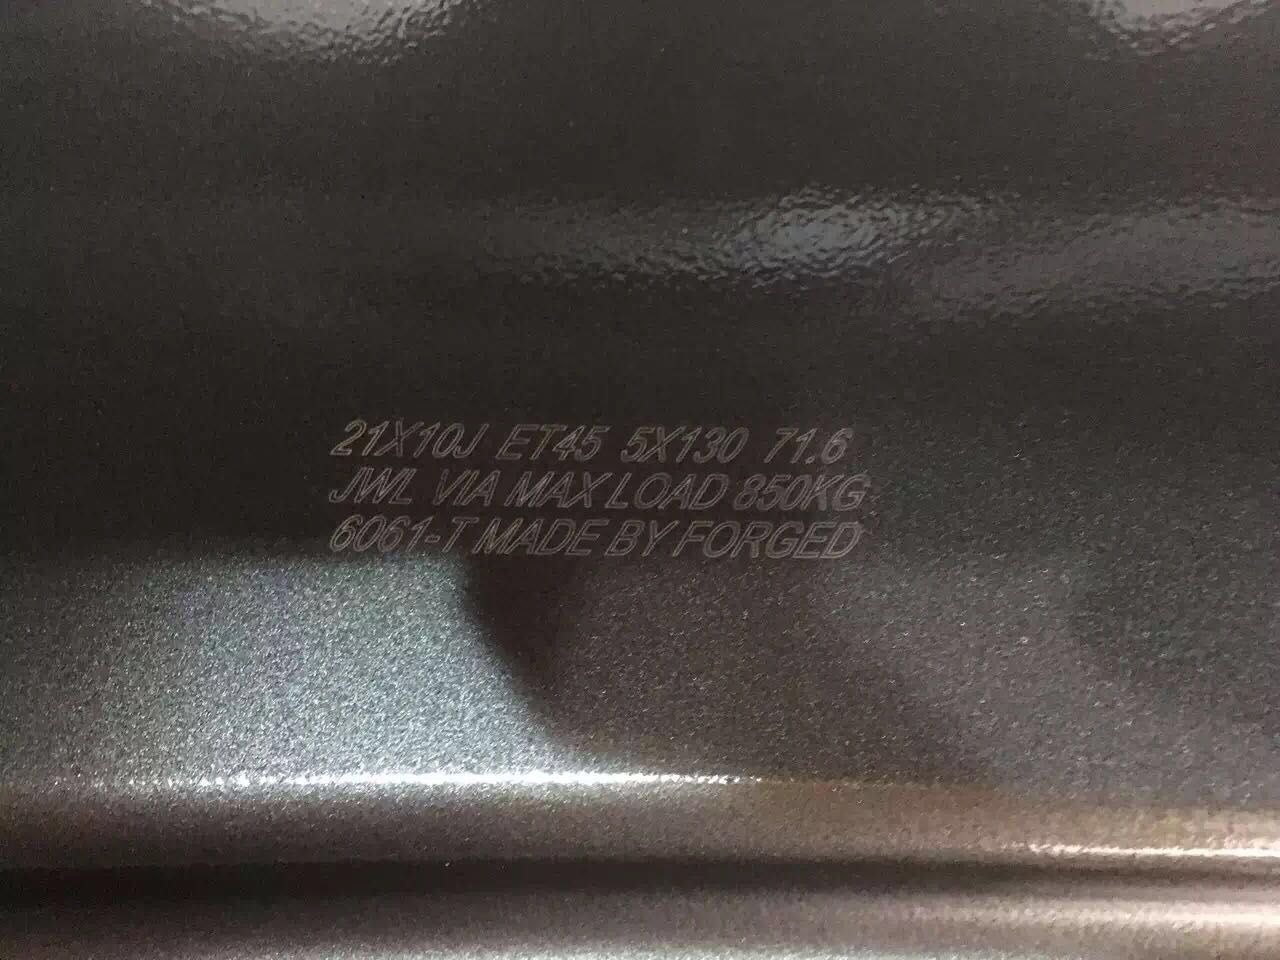 21X10J ET45 5X130 71.6
JWL VIA MAX LOAD 850KG
6061-T MADE BY FORGED